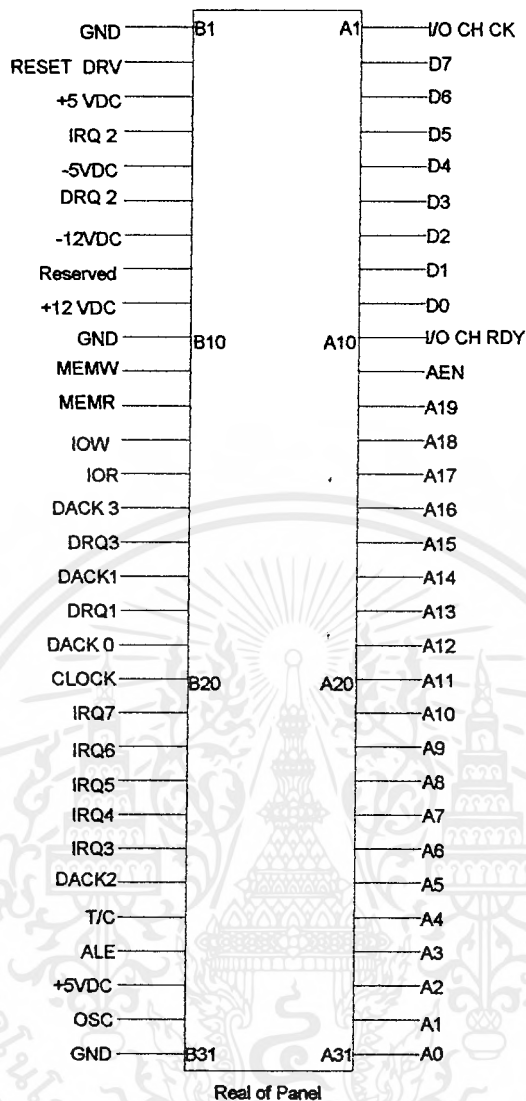 GND B1 A1 I/O CH CK
RESET DRV D7
+5 VDC D6
IRQ 2 D5
-5VDC D4
DRQ 2 D3
-12VDC D2
Reserved D1
+12 VDC D0
GND B10 A10 I/O CH RDY
MEMW AEN
MEMR A19
IOW A18
IOR A17
DACK 3 A16
DRQ3 A15
DACK1 A14
DRQ1 A13
DACK 0 A12
CLOCK B20 A20 A11
IRQ7 A10
IRQ6 A9
IRQ5 A8
IRQ4 A7
IRQ3 A6
DACK2 A5
T/C A4
ALE A3
+5VDC A2
OSC A1
GND B31 A31 A0
Real of Panel